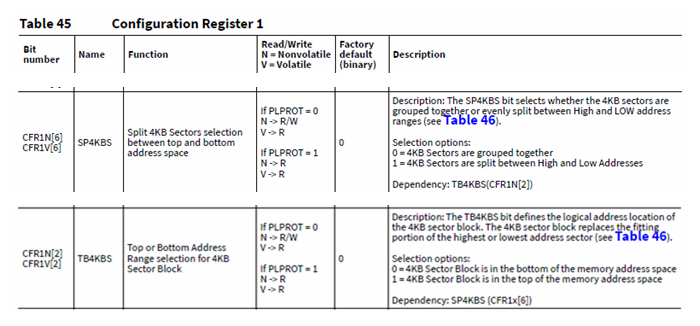 Table 45 Configuration Register 1
Bit number Name Function Read/Write N = Nonvolatile V = Volatile Factory default (binary) Description
CFR1N[6] CFR1V[6]
SP4KBS
Split 4KB Sectors selection
between top and bottom
address space
If PLPROT = 0
N -> R/W
V -> R
If PLPROT = 1
N -> R
V -> R
0
Description: The SP4KBS bit selects whether the 4KB sectors are
grouped together or evenly split between High and LOW address
ranges (see Table 46).
Selection options:
0 = 4KB Sectors are grouped together
1 = 4KB Sectors are split between High and Low Addresses
Dependency: TB4KBS(CFR1N[2])
CFR1N[2]
CFR1V[2]
TB4KBS
Top or Bottom Address
Range selection for 4KB
Sector Block
If PLPROT = 0
N -> R/W
V -> R
If PLPROT = 1
N -> R
V -> R
0
Description: The TB4KBS bit defines the logical address location of
the 4KB sector block. The 4KB sector block replaces the fitting
portion of the highest or lowest address sector (see Table 46).
Selection options:
0 = 4KB Sector Block is in the bottom of the memory address space
1 = 4KB Sector Block is in the top of the memory address space
Dependency: SP4KBS (CFR1x[6])